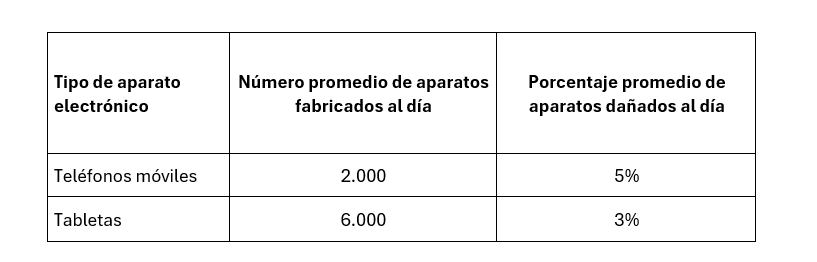 Tipo de aparato
electrónico
Número promedio de aparatos
fabricados al día
Porcentaje promedio de
aparatos dañados al día
Teléfonos móviles 2.000 5%
Tabletas 6.000 3%